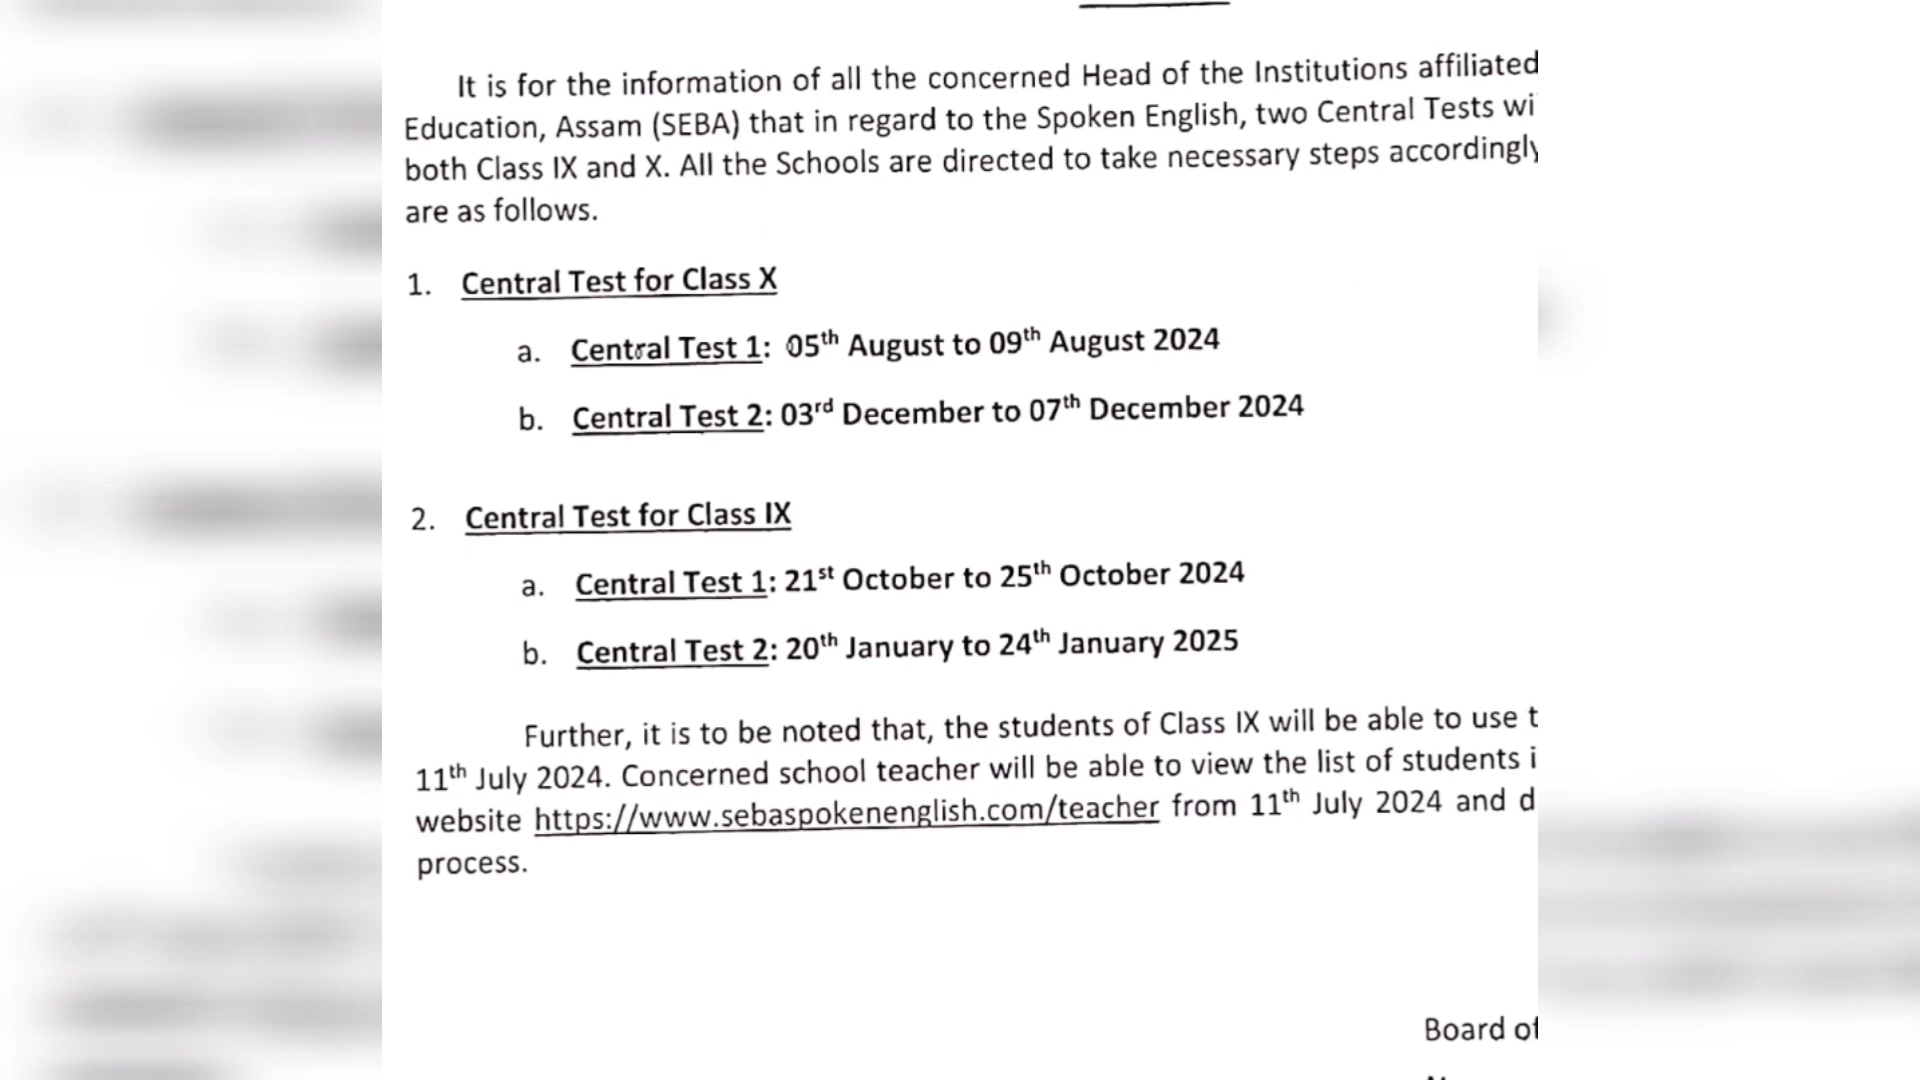 It is for the information of all the concerned Head of the Institutions affiliated
Education, Assam (SEBA) that in regard to the Spoken English, two Central Tests
both Class IX and X. All the Schools are directed to take necessary steps accordingly
are as follows.
1. Central Test for Class X
a. Central Test 1: 05th August to 09th August 2024
b. Central Test 2: 03rd December to 07th December 2024
2. Central Test for Class IX
a. Central Test 1: 21st October to 25th October 2024
b. Central Test 2: 20th January to 24th January 2025
Further, it is to be noted that, the students of Class IX will be able to use
11th July 2024. Concerned school teacher will be able to view the list of students
website https://www.sebaspokenenglish.com/teacher from 11th July 2024 and
process.
Board of